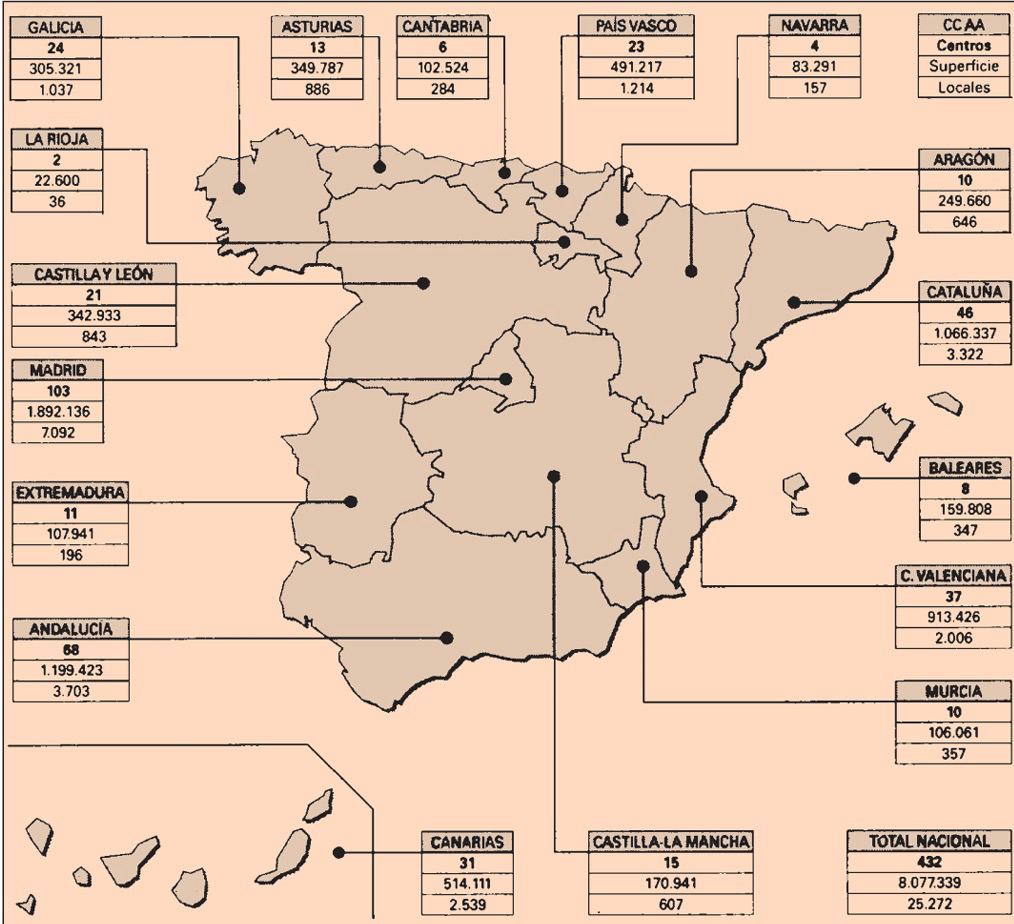 GALICIA
24
305.321
1.037
ASTURIAS
13
349.787
886
CANTABRIA
6
102.524
284
PAÍS VASCO
23
491.217
1.214
NAVARRA
4
83.291
157
CC AA
Centros
Superficie
Locales
LA RIOJA
2
22.600
36
ARAGÓN
10
249.660
646
CASTILLA Y LEÓN
21
342.933
843
CATALUÑA
46
1.066.337
3.322
MADRID
103
1.892.136
7.092
BALEARES
8
159.808
347
EXTREMADURA
11
107.941
196
C. VALENCIANA
37
913.426
2.006
ANDALUCÍA
68
1.199.423
3.703
MURCIA
10
106.061
357
CANARIAS
31
514.111
2.539
CASTILLA-LA MANCHA
15
170.941
607
TOTAL NACIONAL
432
8.077.339
25.272